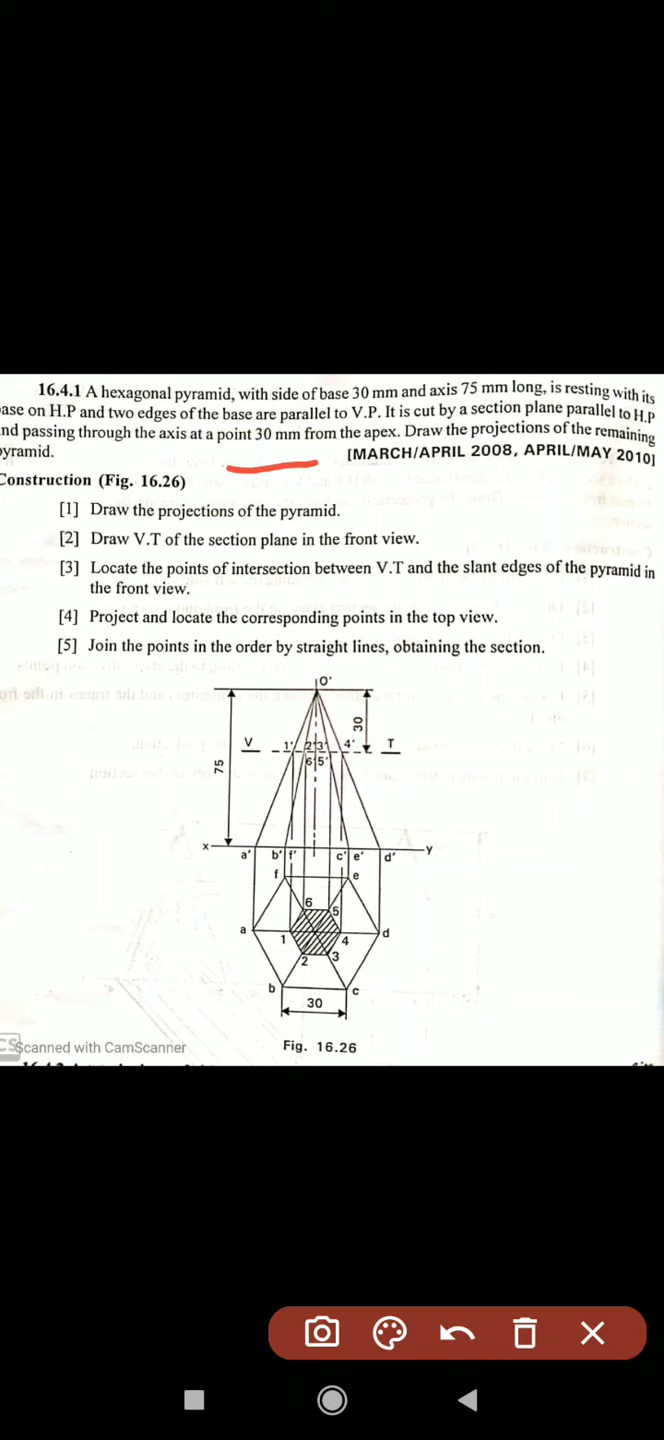 16.4.1 A hexagonal pyramid, with side of base 30 mm and axis 75 mm long, is resting with its
ase on H.P and two edges of the base are parallel to V.P. It is cut by a section plane parallel to H.P
nd passing through the axis at a point 30 mm from the apex. Draw the projections of the remaining
yramid. [MARCH/APRIL 2008, APRIL/MAY 2010]
Construction (Fig. 16.26)
[1] Draw the projections of the pyramid.
[2] Draw V.T of the section plane in the front view.
[3] Locate the points of intersection between V.T and the slant edges of the pyramid in
the front view.
[4] Project and locate the corresponding points in the top view.
[5] Join the points in the order by straight lines, obtaining the section.
O'
30
V 1' 2' 3' 4' T
6' 5'
75
x y
a' b' f' c' e' d'
f e
6 5
a 1 4 d
2 3
b c
30
CS Scanned with CamScanner
Fig. 16.26